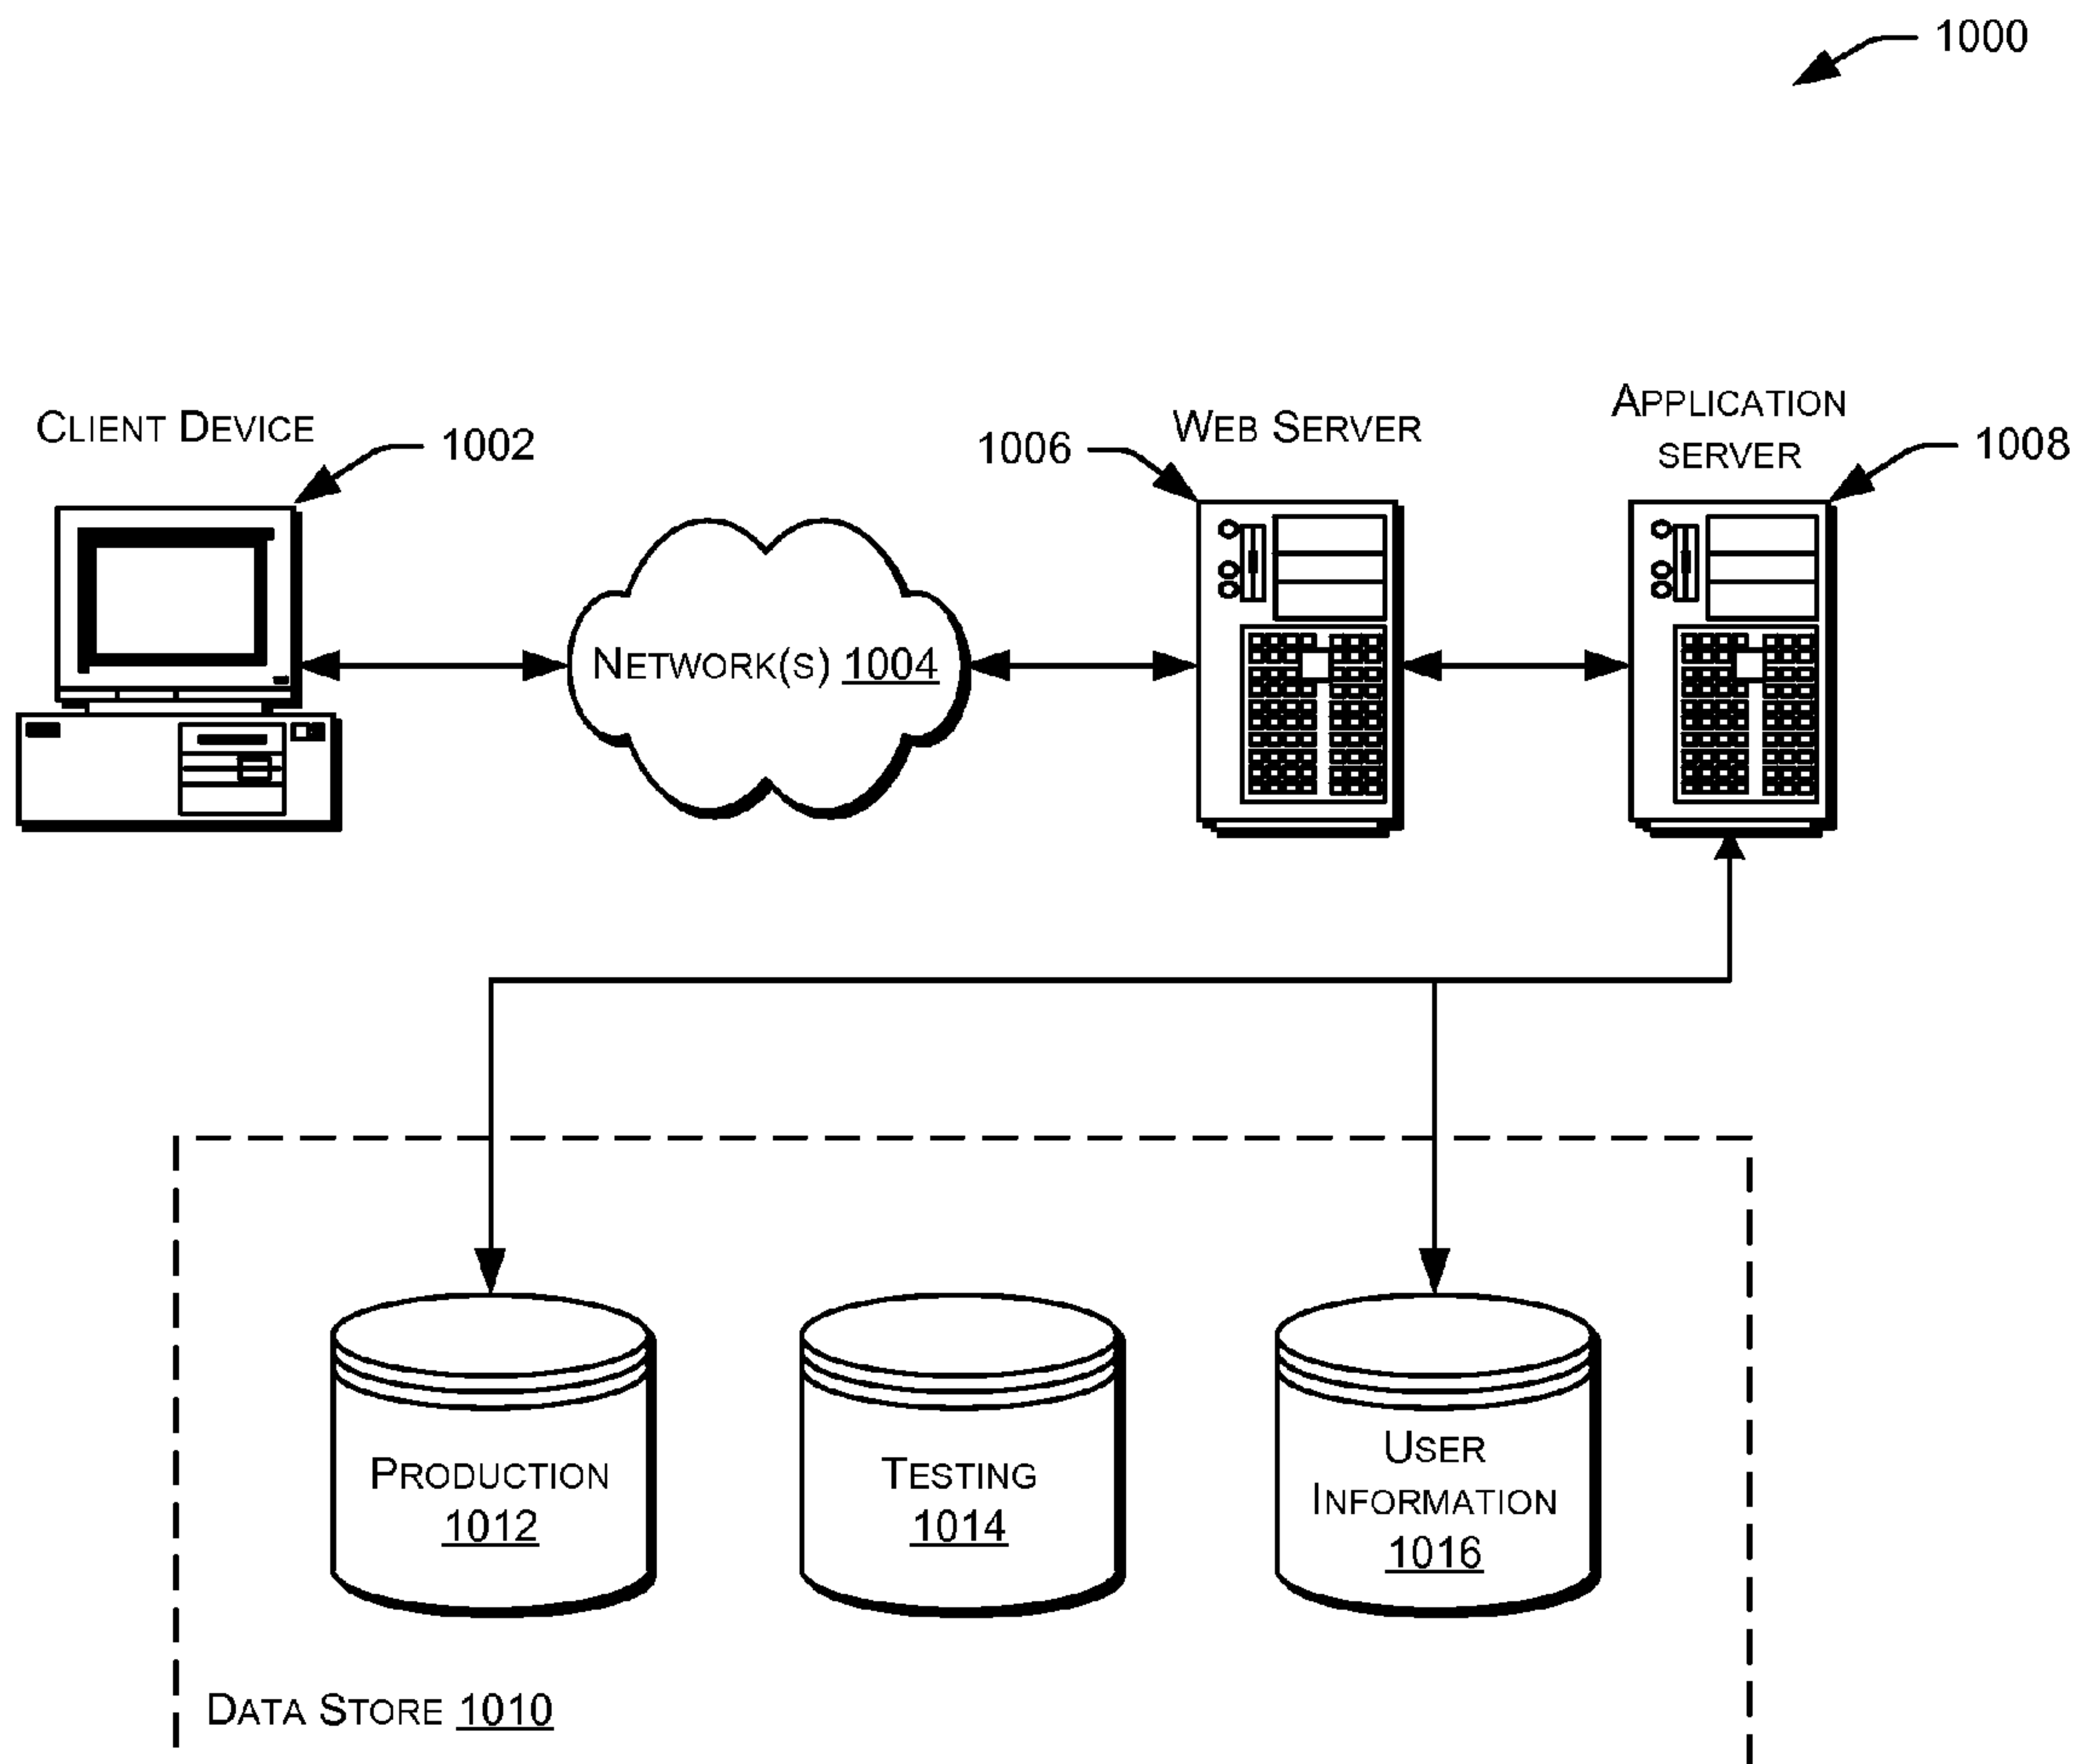 1000
CLIENT DEVICE
1002
1006
WEB SERVER
APPLICATION
SERVER
1008
NETWORK(S) 1004
PRODUCTION
1012
TESTING
1014
USER
INFORMATION
1016
DATA STORE 1010